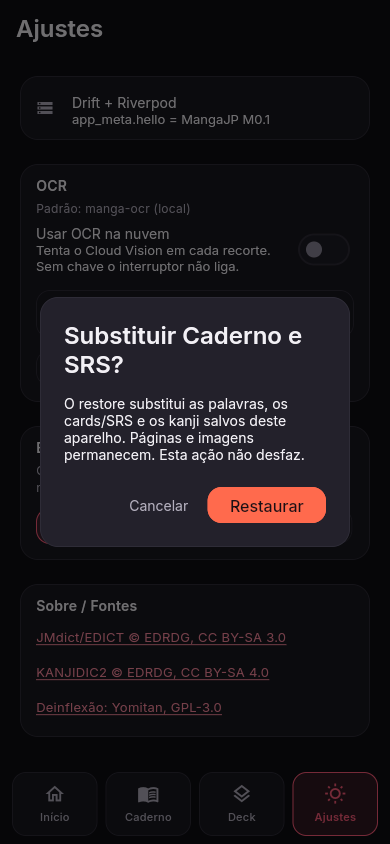 Ajustes
Drift + Riverpod
app_meta.hello = MangaJP M0.1
OCR
Padrão: manga-ocr (local)
Usar OCR na nuvem
Tenta o Cloud Vision em cada recorte.
Sem chave o interruptor não liga.
Substituir Caderno e
SRS?
O restore substitui as palavras, os
cards/SRS e os kanji salvos deste
aparelho. Páginas e imagens
permanecem. Esta ação não desfaz.
Cancelar
Restaurar
Sobre / Fontes
JMdict/EDICT © EDRDG, CC BY-SA 3.0
KANJIDIC2 © EDRDG, CC BY-SA 4.0
Deinflexão: Yomitan, GPL-3.0
Início
Caderno
Deck
Ajustes